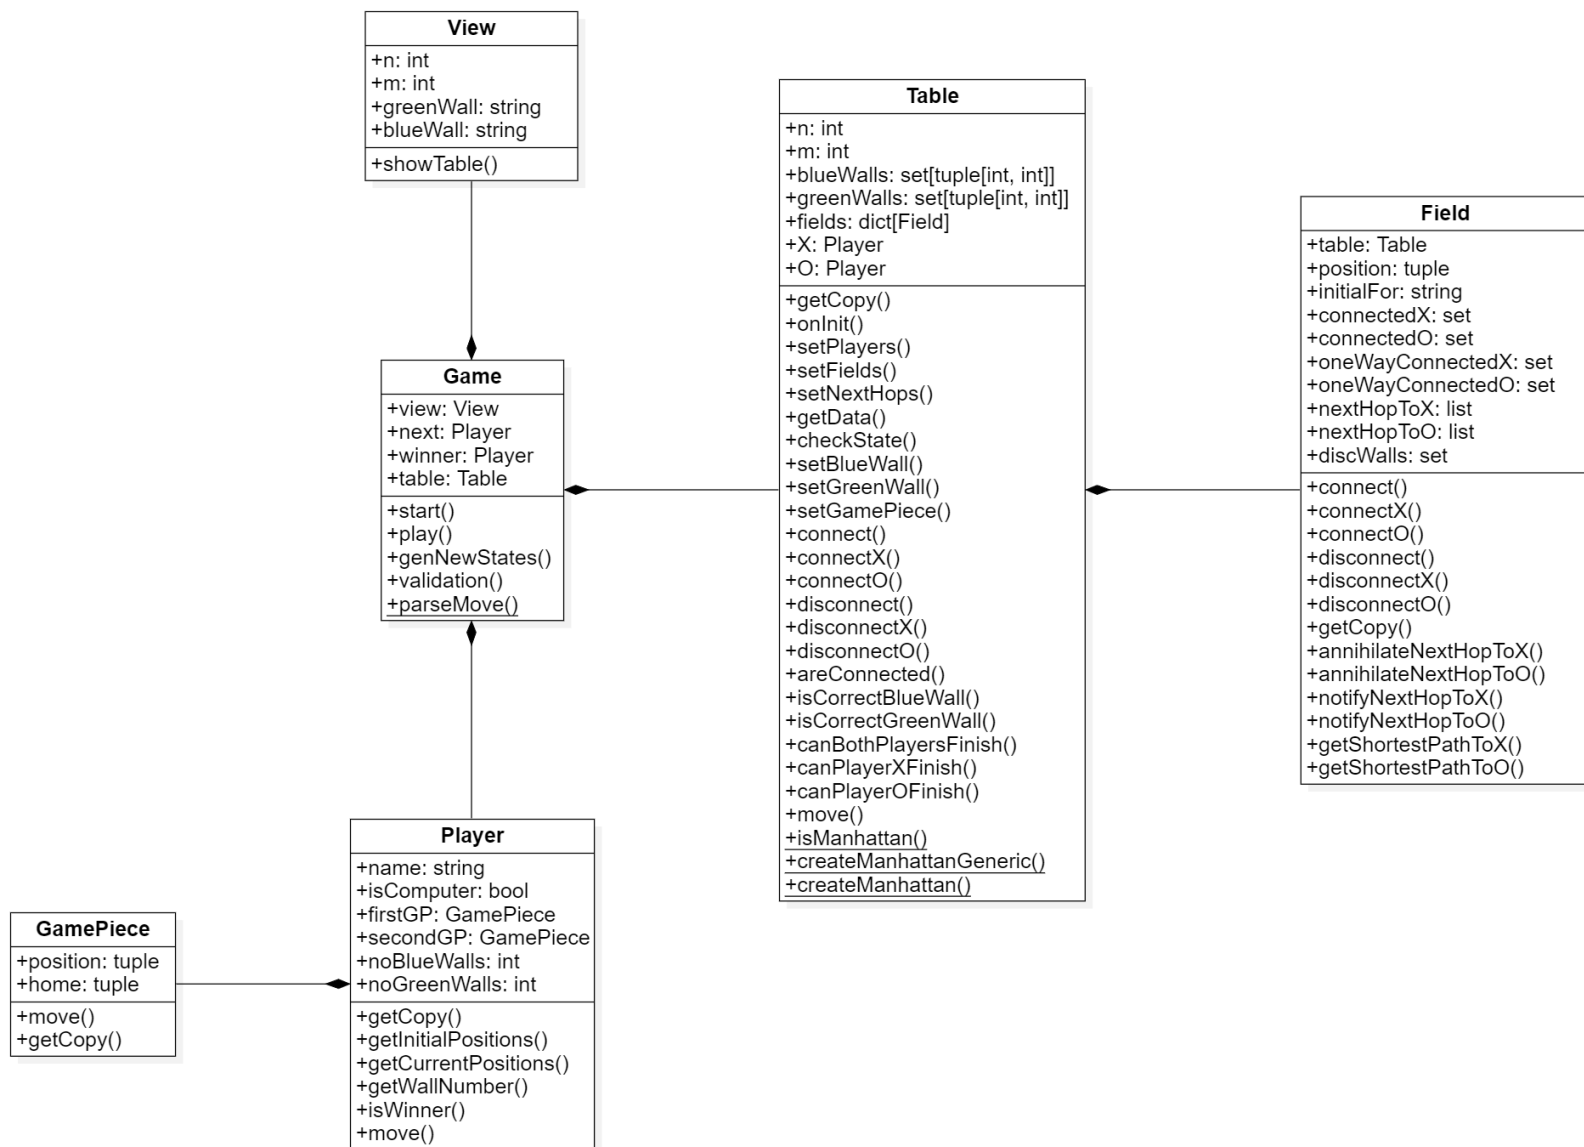 View
+n: int
+m: int
+greenWall: string
+blueWall: string
+showTable()
Table
+n: int
+m: int
+blueWalls: set[tuple[int, int]]
+greenWalls: set[tuple[int, int]]
+fields: dict[Field]
+X: Player
+O: Player
+getCopy()
+onInit()
+setPlayers()
+setFields()
+setNextHops()
+getData()
+checkState()
+setBlueWall()
+setGreenWall()
+setGamePiece()
+connect()
+connectX()
+connectO()
+disconnect()
+disconnectX()
+disconnectO()
+areConnected()
+isCorrectBlueWall()
+isCorrectGreenWall()
+canBothPlayersFinish()
+canPlayerXFinish()
+canPlayerOFinish()
+move()
+isManhattan()
+createManhattanGeneric()
+createManhattan()
Field
+table: Table
+position: tuple
+initialFor: string
+connectedX: set
+connectedO: set
+oneWayConnectedX: set
+oneWayConnectedO: set
+nextHopToX: list
+nextHopToO: list
+discWalls: set
+connect()
+connectX()
+connectO()
+disconnect()
+disconnectX()
+disconnectO()
+getCopy()
+annihilateNextHopToX()
+annihilateNextHopToO()
+notifyNextHopToX()
+notifyNextHopToO()
+getShortestPathToX()
+getShortestPathToO()
Game
+view: View
+next: Player
+winner: Player
+table: Table
+start()
+play()
+genNewStates()
+validation()
+parseMove()
Player
+name: string
+isComputer: bool
+firstGP: GamePiece
+secondGP: GamePiece
+noBlueWalls: int
+noGreenWalls: int
+getCopy()
+getInitialPositions()
+getCurrentPositions()
+getWallNumber()
+isWinner()
+move()
GamePiece
+position: tuple
+home: tuple
+move()
+getCopy()